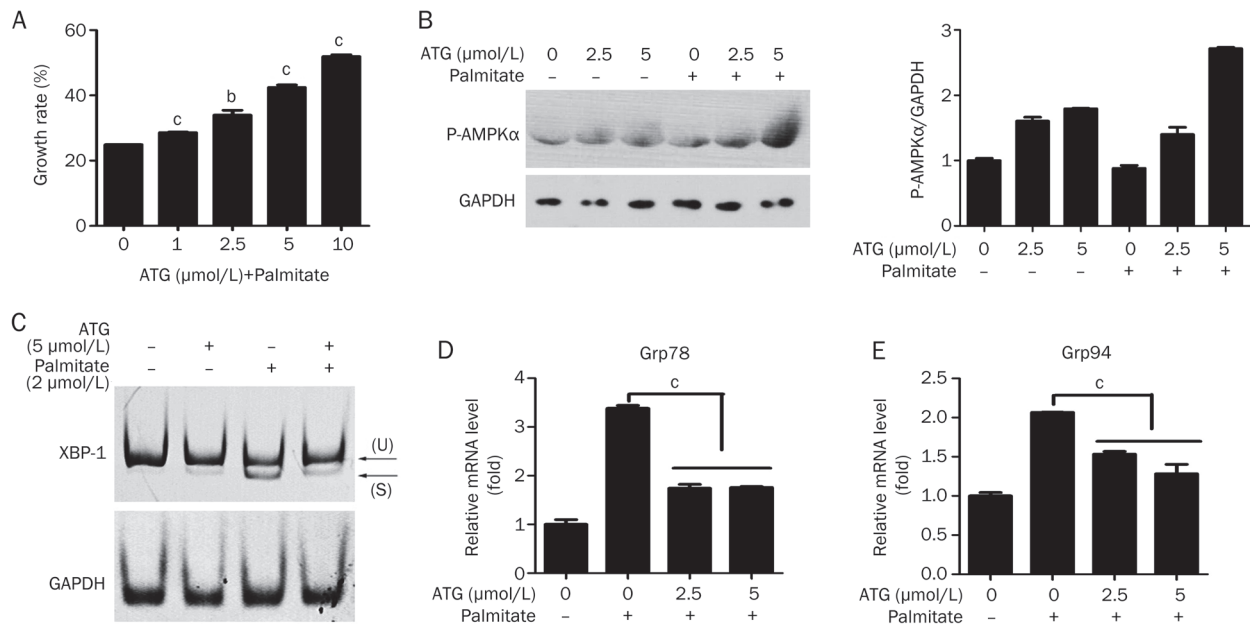 A
60
40
20
0
Growth rate (%)
c
b
c
c
0 1 2.5 5 10
ATG (µmol/L)+Palmitate
B
ATG (µmol/L) 0 2.5 5 0 2.5 5
Palmitate – – – + + +
P-AMPKα
GAPDH
3
2
1
0
P-AMPKα/GAPDH
ATG (µmol/L) 0 2.5 5 0 2.5 5
Palmitate – – – + + +
C
ATG
(5 µmol/L) – + – +
Palmitate – – + +
(2 µmol/L)
XBP-1
(U)
(S)
GAPDH
D
Grp78
4
3
2
1
0
Relative mRNA level
(fold)
c
ATG (µmol/L) 0 0 2.5 5
Palmitate – + + +
E
Grp94
2.5
2.0
1.5
1.0
0.5
0.0
Relative mRNA level
(fold)
c
ATG (µmol/L) 0 0 2.5 5
Palmitate – + + +